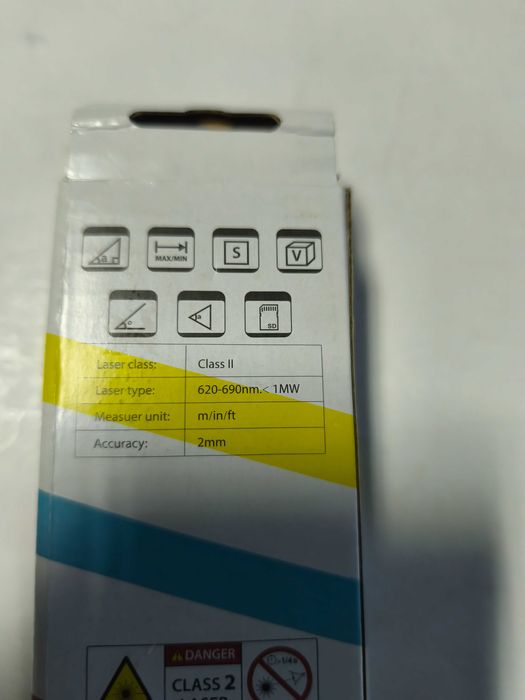 a
MAX/MIN
S
V
a
SD
Laser class: Class II
Laser type: 620-690nm.< 1MW
Measuer unit: m/in/ft
Accuracy: 2mm
DANGER
CLASS 2
LASER